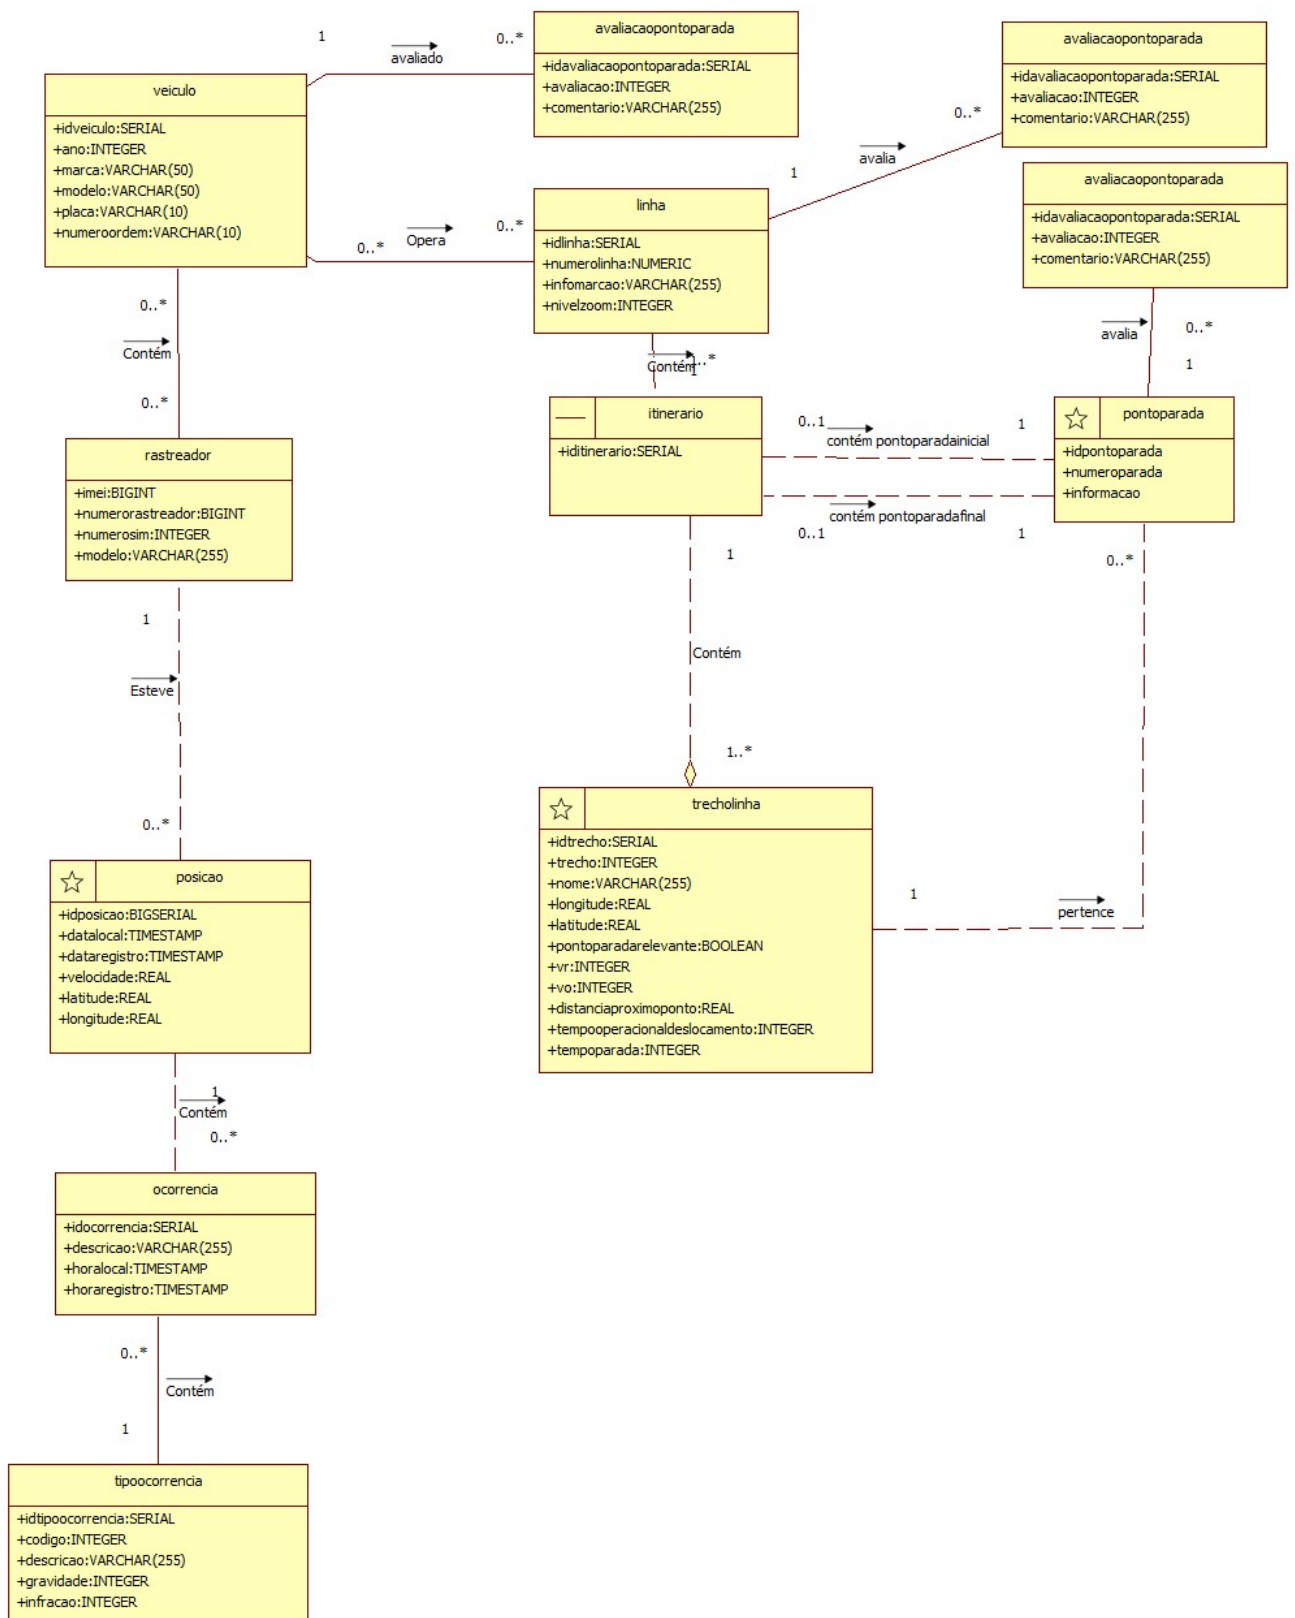 1
avaliado
0..*
avaliacaopontoparada
+idavaliacaopontoparada:SERIAL
+avaliacao:INTEGER
+comentario:VARCHAR(255)
avaliacaopontoparada
+idavaliacaopontoparada:SERIAL
+avaliacao:INTEGER
+comentario:VARCHAR(255)
veiculo
+idveiculo:SERIAL
+ano:INTEGER
+marca:VARCHAR(50)
+modelo:VARCHAR(50)
+placa:VARCHAR(10)
+numeroordem:VARCHAR(10)
0..*
avalia
1
avaliacaopontoparada
+idavaliacaopontoparada:SERIAL
+avaliacao:INTEGER
+comentario:VARCHAR(255)
0..*
Opera
0..*
linha
+idlinha:SERIAL
+numerolinha:NUMERIC
+infomarcao:VARCHAR(255)
+nivelzoom:INTEGER
0..*
Contém
0..*
Contém
1..*
1
avalia
0..*
1
itinerario
+iditinerario:SERIAL
0..1
contém pontoparadainicial
1
contém pontoparadafinal
0..1
1
pontoparada
+idpontoparada
+numeroparada
+informacao
rastreador
+imei:BIGINT
+numerorastreador:BIGINT
+numerosim:INTEGER
+modelo:VARCHAR(255)
1
Esteve
0..*
1
Contém
1..*
0..*
trecholinha
+idtrecho:SERIAL
+trecho:INTEGER
+nome:VARCHAR(255)
+longitude:REAL
+latitude:REAL
+pontoparadarelevante:BOOLEAN
+vr:INTEGER
+vo:INTEGER
+distanciaproximoponto:REAL
+tempooperacionaldeslocamento:INTEGER
+tempoparada:INTEGER
1
pertence
posicao
+idposicao:BIGSERIAL
+datalocal:TIMESTAMP
+dataregistro:TIMESTAMP
+velocidade:REAL
+latitude:REAL
+longitude:REAL
1
Contém
0..*
ocorrencia
+idocorrencia:SERIAL
+descricao:VARCHAR(255)
+horalocal:TIMESTAMP
+horaregistro:TIMESTAMP
0..*
Contém
1
tipoocorrencia
+idtipoocorrencia:SERIAL
+codigo:INTEGER
+descricao:VARCHAR(255)
+gravidade:INTEGER
+infracao:INTEGER